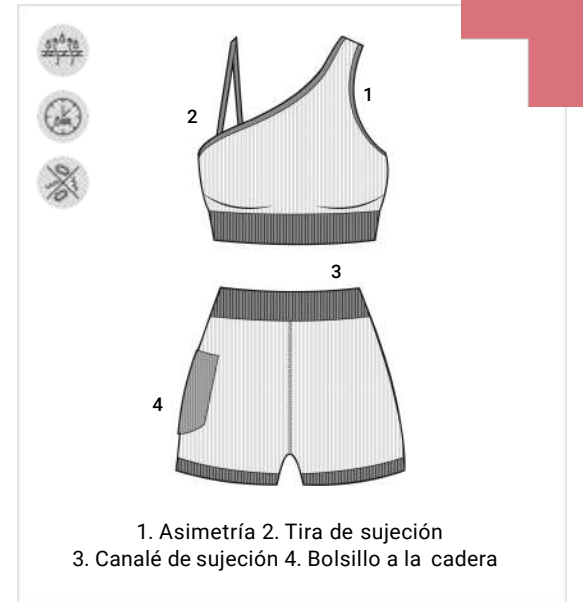 1
2
3
4
1. Asimetría 2. Tira de sujeción
3. Canalé de sujeción 4. Bolsillo a la cadera